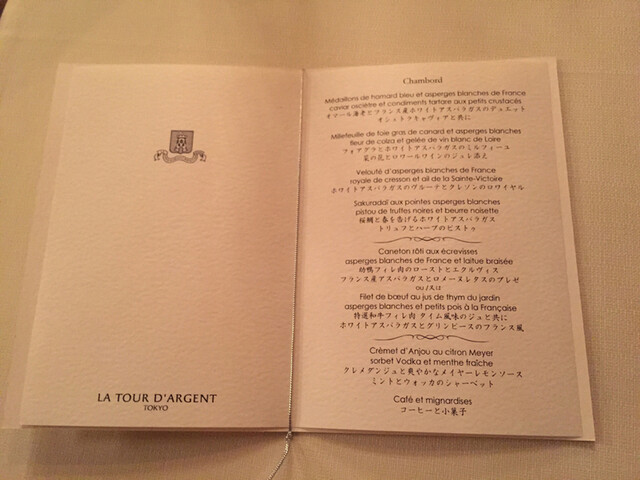 LA TOUR D'ARGENT
TOKYO
Chambord
Médaillons de homard bleu et asperges blanches de France
caviar osciètre et condiments tartare aux petits crustacés
オマール海老とフランス産ホワイトアスパラガスのデュエット
オシェトラキャヴィアと共に
Millefeuille de foie gras de canard et asperges blanches
fleur de colza et gelée de vin blanc de Loire
フォアグラとホワイトアスパラガスのミルフィーユ
菜の花とロワールワインのジュレ添え
Velouté d'asperges blanches de France
royale de cresson et ail de la Sainte-Victoire
ホワイトアスパラガスのヴルーテとクレソンのロワイヤル
Sakuradaï aux pointes asperges blanches
pistou de truffes noires et beurre noisette
桜鯛と春を告げるホワイトアスパラガス
トリュフとハーブのピストゥ
Caneton rôti aux écrevisses
asperges blanches de France et laitue braisée
幼鴨フィレ肉のローストとエクルヴィス
フランス産アスパラガスとロメーヌレタスのブレゼ
ou /又は
Filet de bœuf au jus de thym du jardin
asperges blanches et petits pois à la Française
特選和牛フィレ肉 タイム風味のジュと共に
ホワイトアスパラガスとグリンピースのフランス風
Crèmet d'Anjou au citron Meyer
sorbet Vodka et menthe fraîche
クレメダンジュと爽やかなメイヤーレモンソース
ミントとウォッカのシャーベット
Café et mignardises
コーヒーと小菓子